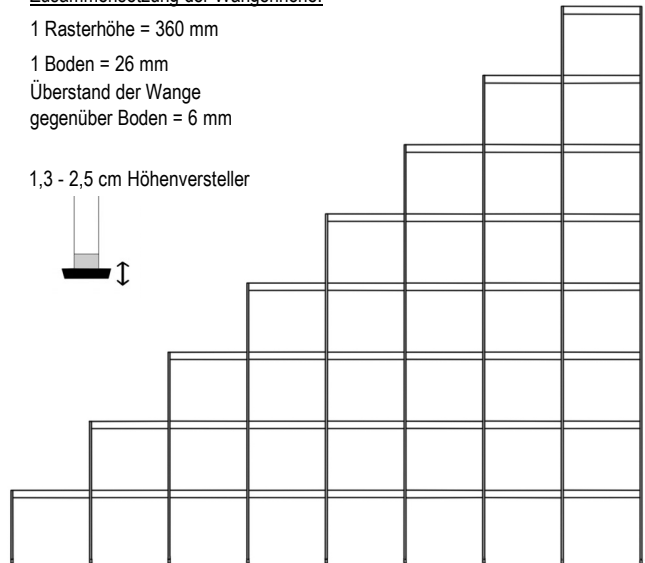 Zusammensetzung der Wangenhöhe:
1 Rasterhöhe = 360 mm
1 Boden = 26 mm
Überstand der Wange
gegenüber Boden = 6 mm
1,3 - 2,5 cm Höhenversteller